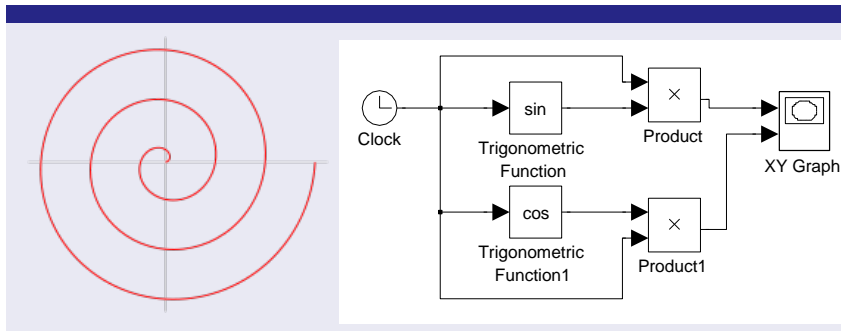 Clock
sin
Trigonometric
Function
×
Product
XY Graph
cos
Trigonometric
Function1
×
Product1